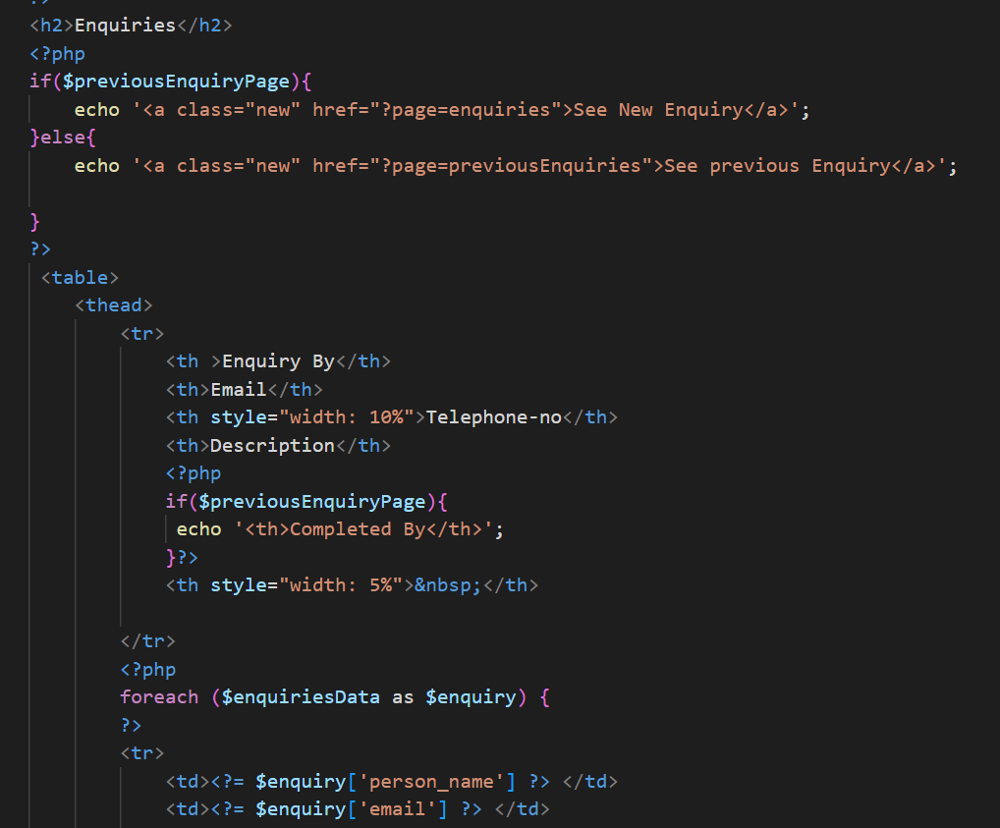 ?>
<h2>Enquiries</h2>
<?php
if($previousEnquiryPage){
    echo '<a class="new" href="?page=enquiries">See New Enquiry</a>';
}else{
    echo '<a class="new" href="?page=previousEnquiries">See previous Enquiry</a>';
}
?>
 <table>
    <thead>
        <tr>
            <th >Enquiry By</th>
            <th>Email</th>
            <th style="width: 10%">Telephone-no</th>
            <th>Description</th>
            <?php
            if($previousEnquiryPage){
             echo '<th>Completed By</th>';
            }?>
            <th style="width: 5%">&nbsp;</th>
        </tr>
        <?php
        foreach ($enquiriesData as $enquiry) {
        ?>
        <tr>
            <td><?= $enquiry['person_name'] ?> </td>
            <td><?= $enquiry['email'] ?> </td>